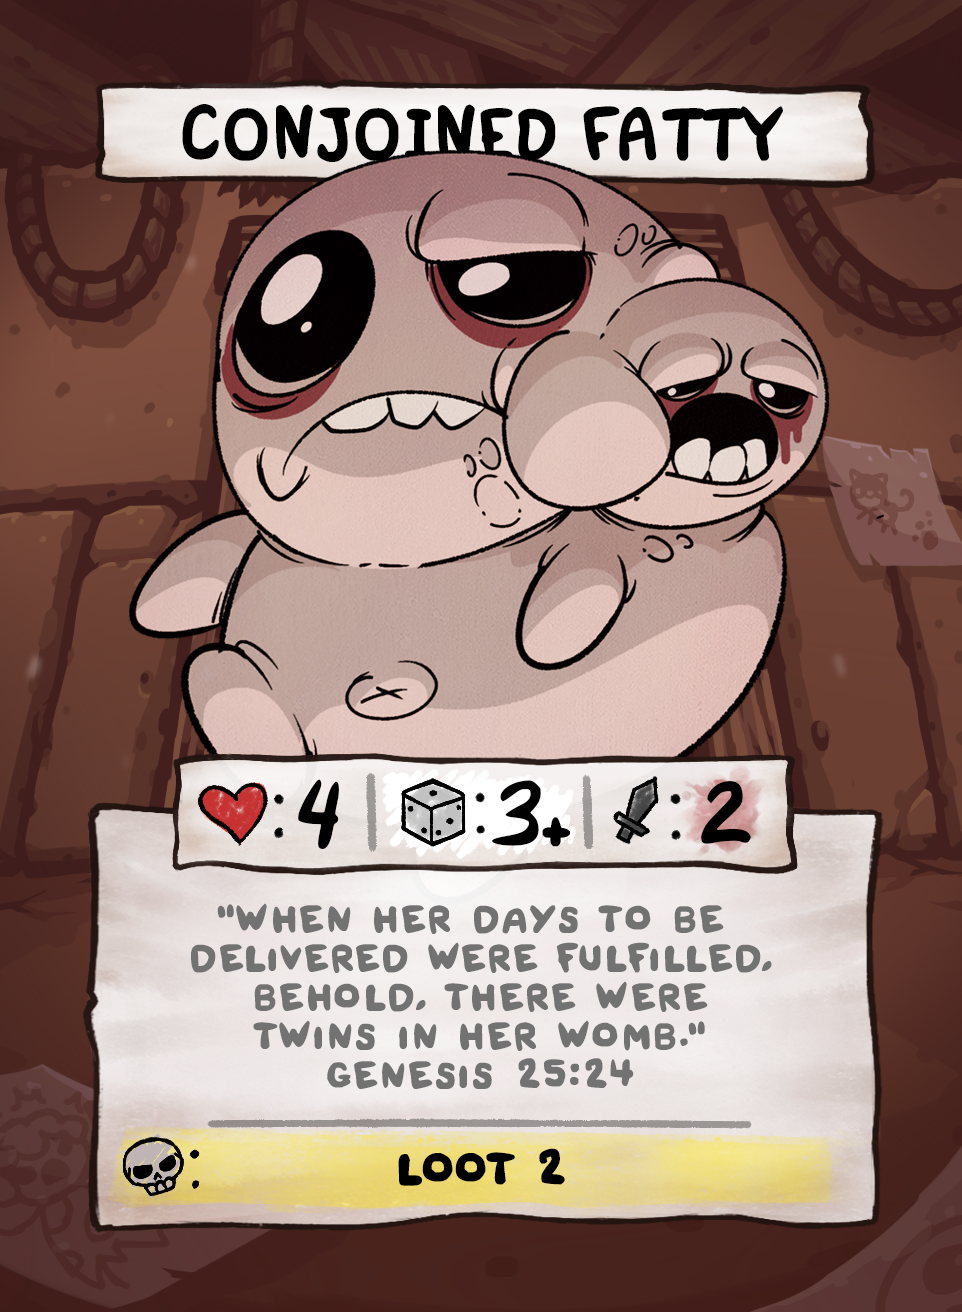 CONJOINED FATTY
: 4 | : 3+ | : 2
"WHEN HER DAYS TO BE
DELIVERED WERE FULFILLED,
BEHOLD, THERE WERE
TWINS IN HER WOMB."
GENESIS 25:24
: LOOT 2